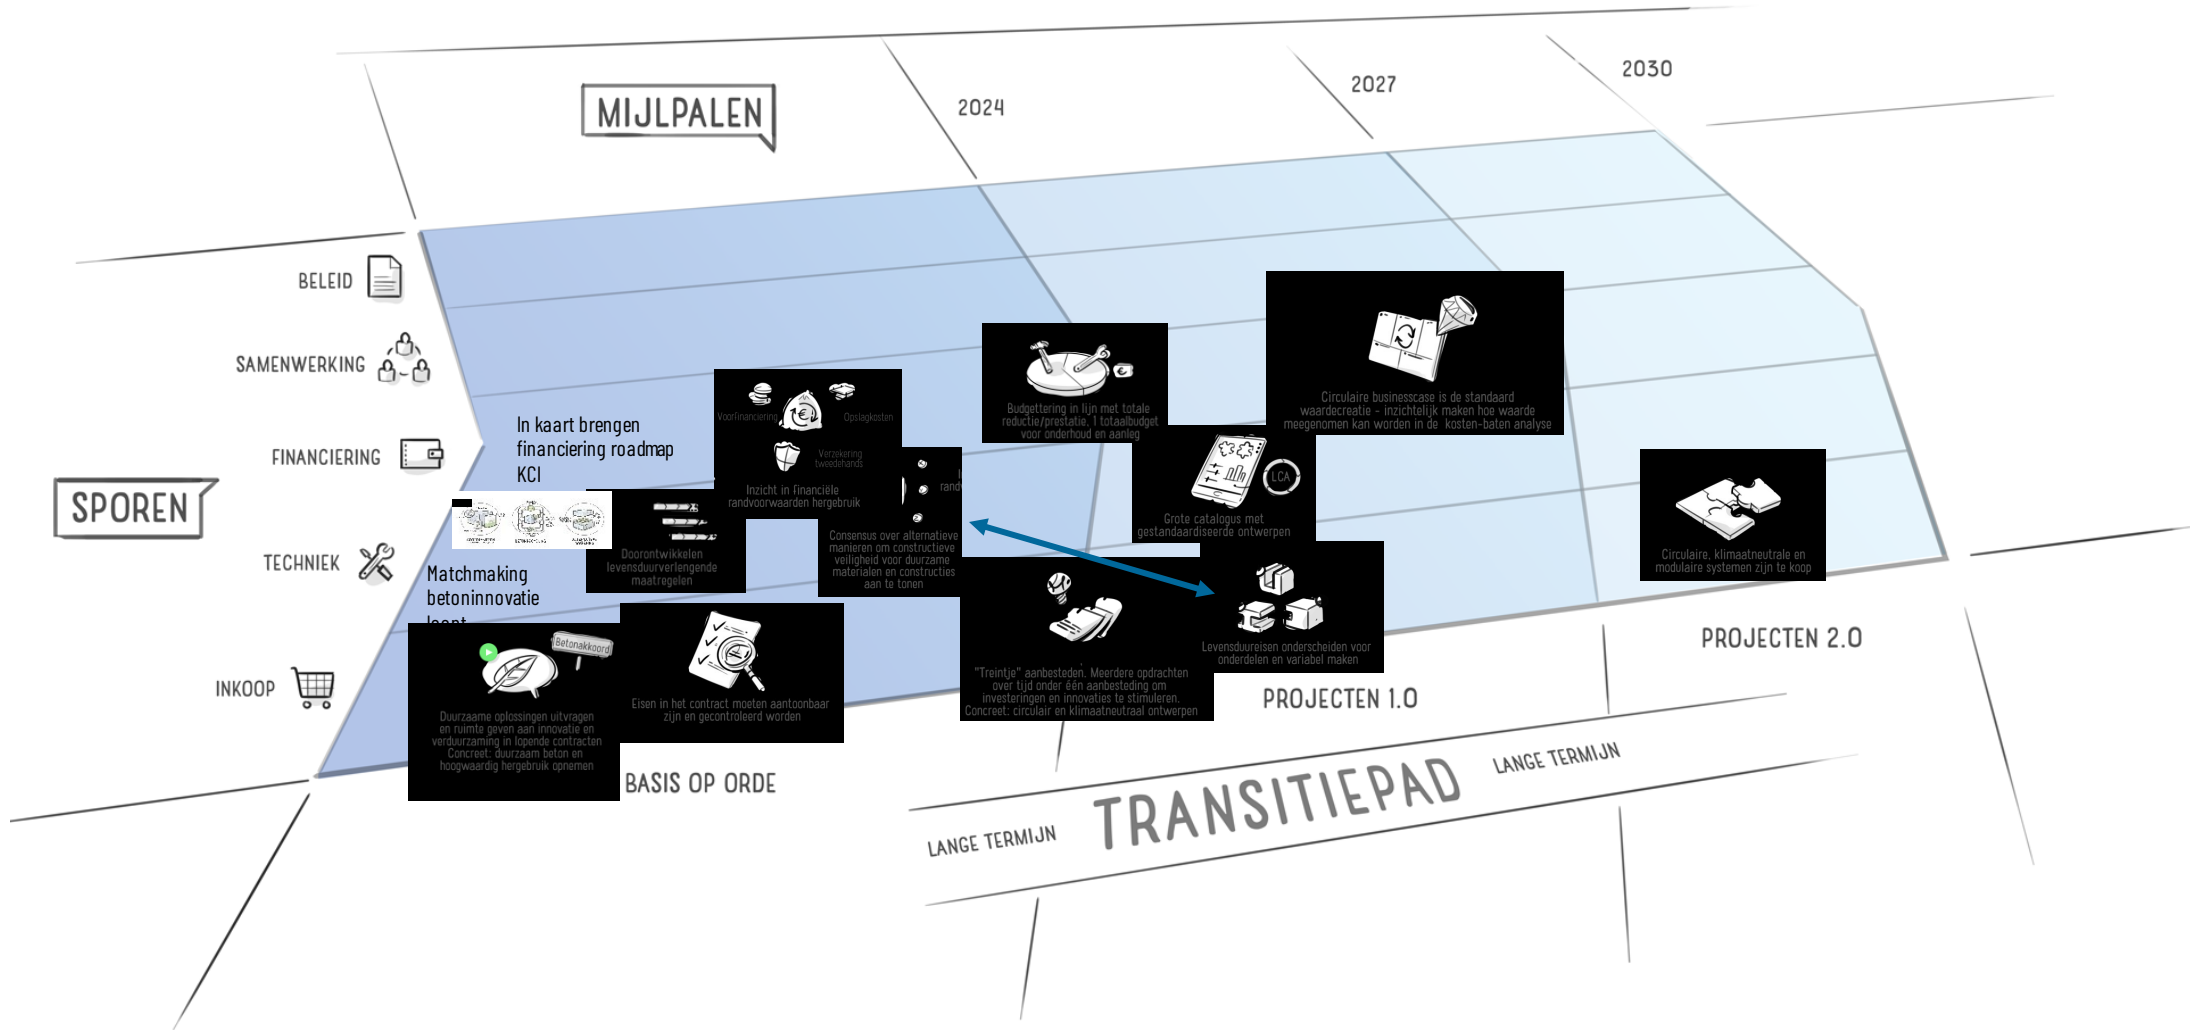 MIJLPALEN
2024
2027
2030
SPOREN
BELEID
SAMENWERKING
FINANCIERING
TECHNIEK
INKOOP
In kaart brengen
financiering roadmap
KCI
Matchmaking
betoninnovatie
loopt
Voorfinanciering
Opslagkosten
Verzekering
tweedehands
Inzicht in financiële
randvoorwaarden hergebruik
Doorontwikkelen
levensduurverlengende
maatregelen
Consensus over alternatieve
manieren om constructieve
veiligheid voor duurzame
materialen en constructies
aan te tonen
Budgettering in lijn met totale
reductie/prestatie, 1 totaalbudget
voor onderhoud en aanleg
Circulaire businesscase is de standaard
waardecreatie - inzichtelijk maken hoe waarde
meegenomen kan worden in de kosten-baten analyse
LCA
Grote catalogus met
gestandaardiseerde ontwerpen
Circulaire, klimaatneutrale en
modulaire systemen zijn te koop
Betonakkoord
Duurzame oplossingen uitvragen
en ruimte geven aan innovatie en
verduurzaming in lopende contracten
Concreet: duurzaam beton en
hoogwaardig hergebruik opnemen
Eisen in het contract moeten aantoonbaar
zijn en gecontroleerd worden
"Treintje" aanbesteden. Meerdere opdrachten
over tijd onder één aanbesteding om
investeringen en innovaties te stimuleren.
Concreet: circulair en klimaatneutraal ontwerpen
Levensduureisen onderscheiden voor
onderdelen en variabel maken
BASIS OP ORDE
PROJECTEN 1.0
PROJECTEN 2.0
LANGE TERMIJN
TRANSITIEPAD
LANGE TERMIJN